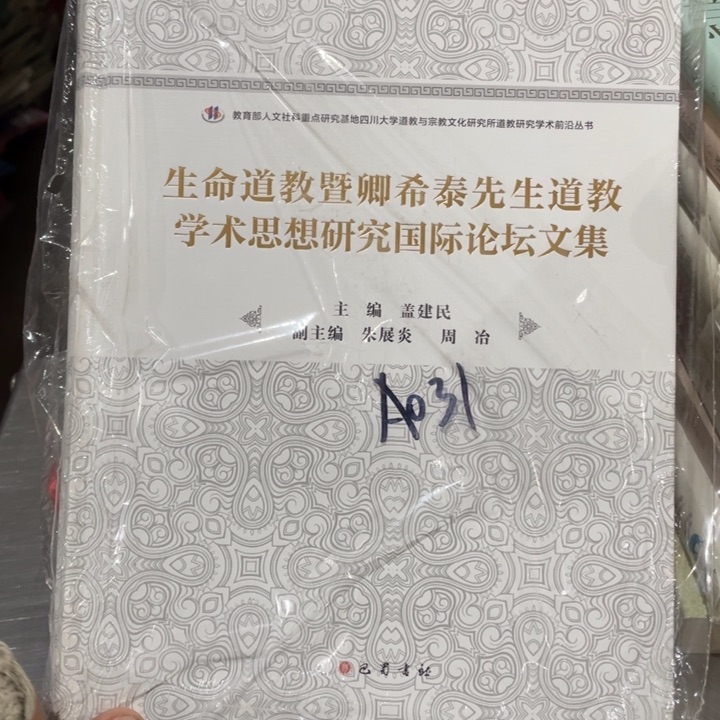 教育部人文社科重点研究基地四川大学道教与宗教文化研究所道教研究学术前沿丛书
生命道教暨卿希泰先生道教
学术思想研究国际论坛文集
主 编 盖建民
副主编 朱展炎 周 冶
A031
巴蜀书社